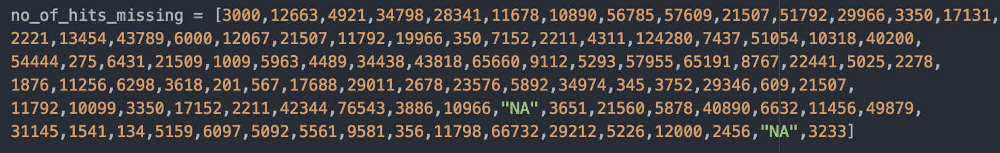 no_of_hits_missing = [3000,12663,4921,34798,28341,11678,10890,56785,57609,21507,51792,29966,3350,17131,
2221,13454,43789,6000,12067,21507,11792,19966,350,7152,2211,4311,124280,7437,51054,10318,40200,
54444,275,6431,21509,1009,5963,4489,34438,43818,65660,9112,5293,57955,65191,8767,22441,5025,2278,
1876,11256,6298,3618,201,567,17688,29011,2678,23576,5892,34974,345,3752,29346,609,21507,
11792,10099,3350,17152,2211,42344,76543,3886,10966,"NA",3651,21560,5878,40890,6632,11456,49879,
31145,1541,134,5159,6097,5092,5561,9581,356,11798,66732,29212,5226,12000,2456,"NA",3233]